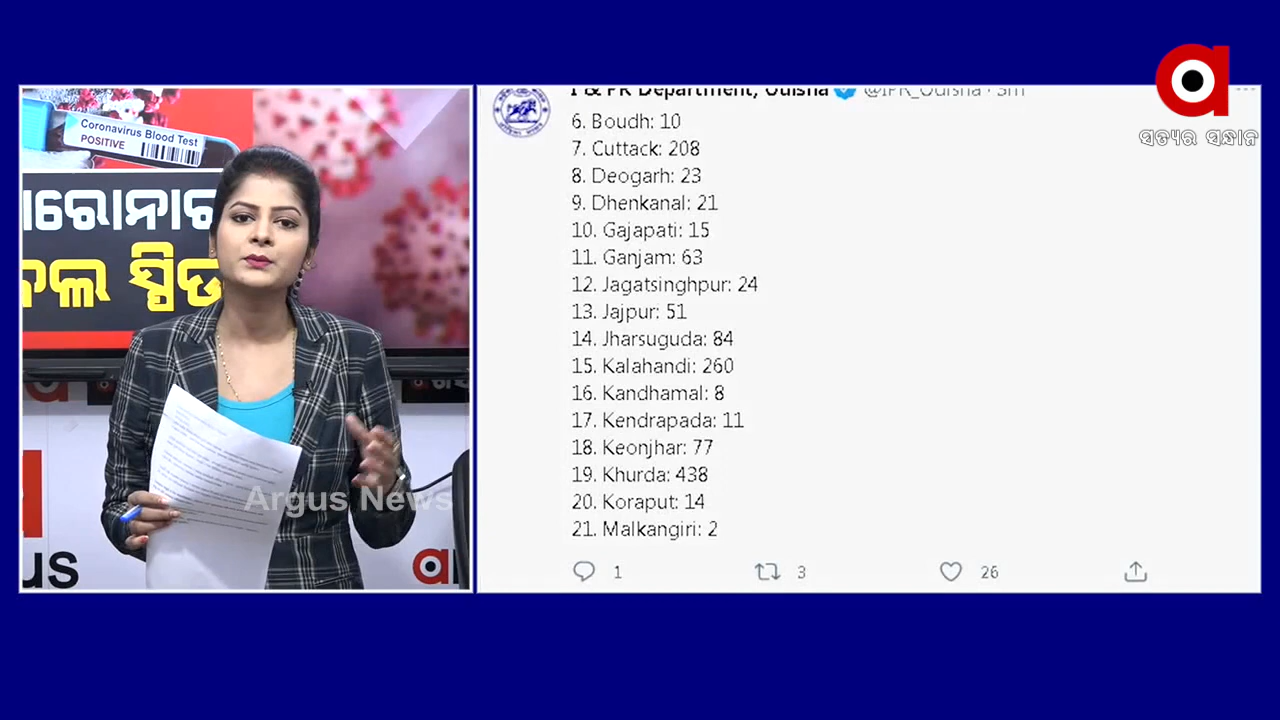 I & PR Department, Odisha @IPR_Odisha · 3m
6. Boudh: 10
7. Cuttack: 208
8. Deogarh: 23
9. Dhenkanal: 21
10. Gajapati: 15
11. Ganjam: 63
12. Jagatsinghpur: 24
13. Jajpur: 51
14. Jharsuguda: 84
15. Kalahandi: 260
16. Kandhamal: 8
17. Kendrapada: 11
18. Keonjhar: 77
19. Khurda: 438
20. Koraput: 14
21. Malkangiri: 2
1 3 26
ସତ୍ୟର ସନ୍ଧାନ
Coronavirus Blood Test
POSITIVE
ରୋନାର
ସ୍ପିଡ
Argus News
us